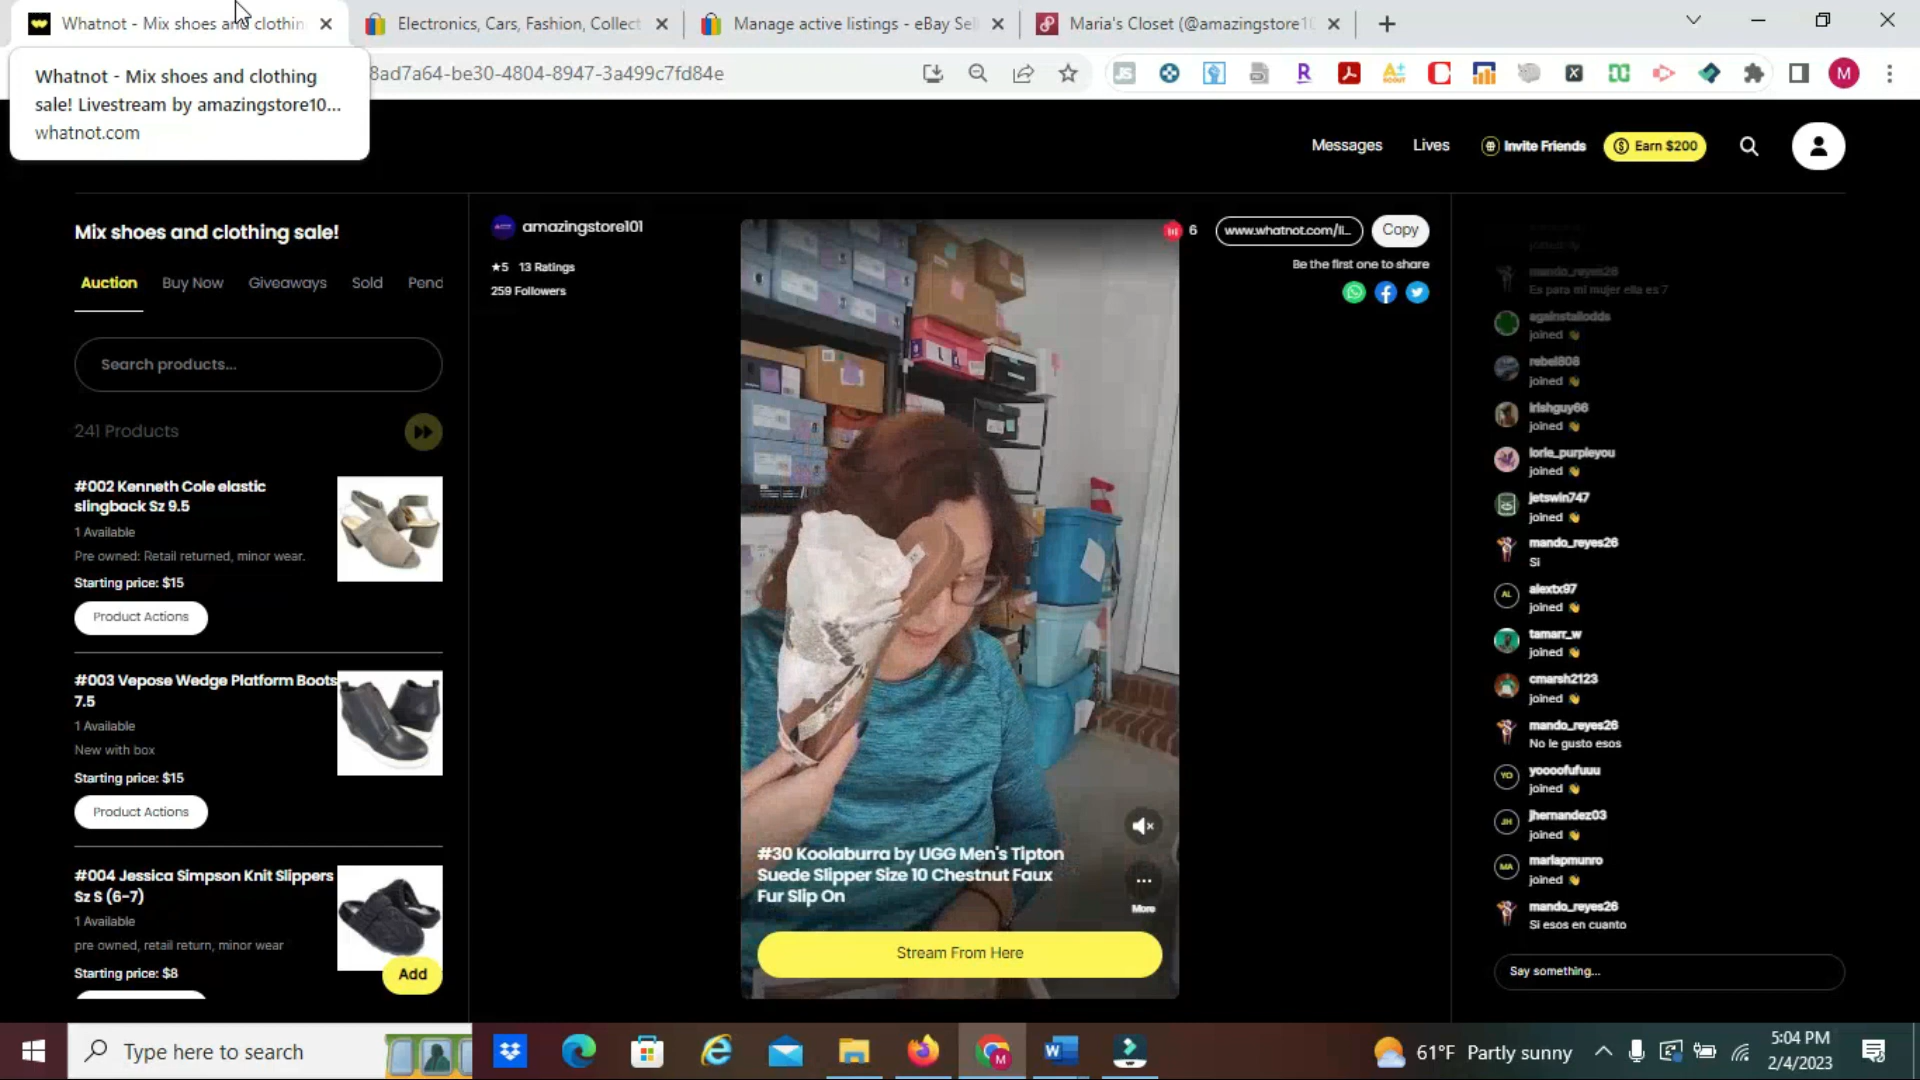 Whatnot - Mix shoes and clothin
Electronics, Cars, Fashion, Collect
Manage active listings - eBay Sel
Maria's Closet (@amazingstore10
Whatnot - Mix shoes and clothing
sale! Livestream by amazingstore10...
whatnot.com
8ad7a64-be30-4804-8947-3a499c7fd84e
Messages
Lives
Invite Friends
Earn $200
Mix shoes and clothing sale!
Auction
Buy Now
Giveaways
Sold
Pend
Search products...
241 Products
#002 Kenneth Cole elastic
slingback Sz 9.5
1 Available
Pre owned: Retail returned, minor wear.
Starting price: $15
Product Actions
#003 Vepose Wedge Platform Boots
7.5
1 Available
New with box
Starting price: $15
Product Actions
#004 Jessica Simpson Knit Slippers
Sz S (6-7)
1 Available
pre owned, retail return, minor wear
Starting price: $8
Add
amazingstore101
★5 13 Ratings
259 Followers
6
www.whatnot.com/li...
Copy
Be the first one to share
#30 Koolaburra by UGG Men's Tipton
Suede Slipper Size 10 Chestnut Faux
Fur Slip On
More
Stream From Here
mando_reyes26
Es para mi mujer ella es 7
againstallodds
joined 👋
rebel808
joined 👋
irishguy66
joined 👋
lorie_purpleyou
joined 👋
jetswin747
joined 👋
mando_reyes26
Si
AL
alextx97
joined 👋
tamarr_w
joined 👋
cmarsh2123
joined 👋
mando_reyes26
No le gusto esos
YO
yoooofufuuu
joined 👋
JH
jhernandez03
joined 👋
MA
mariapmunro
joined 👋
mando_reyes26
Si esos en cuanto
Say something...
Type here to search
61°F Partly sunny
5:04 PM
2/4/2023